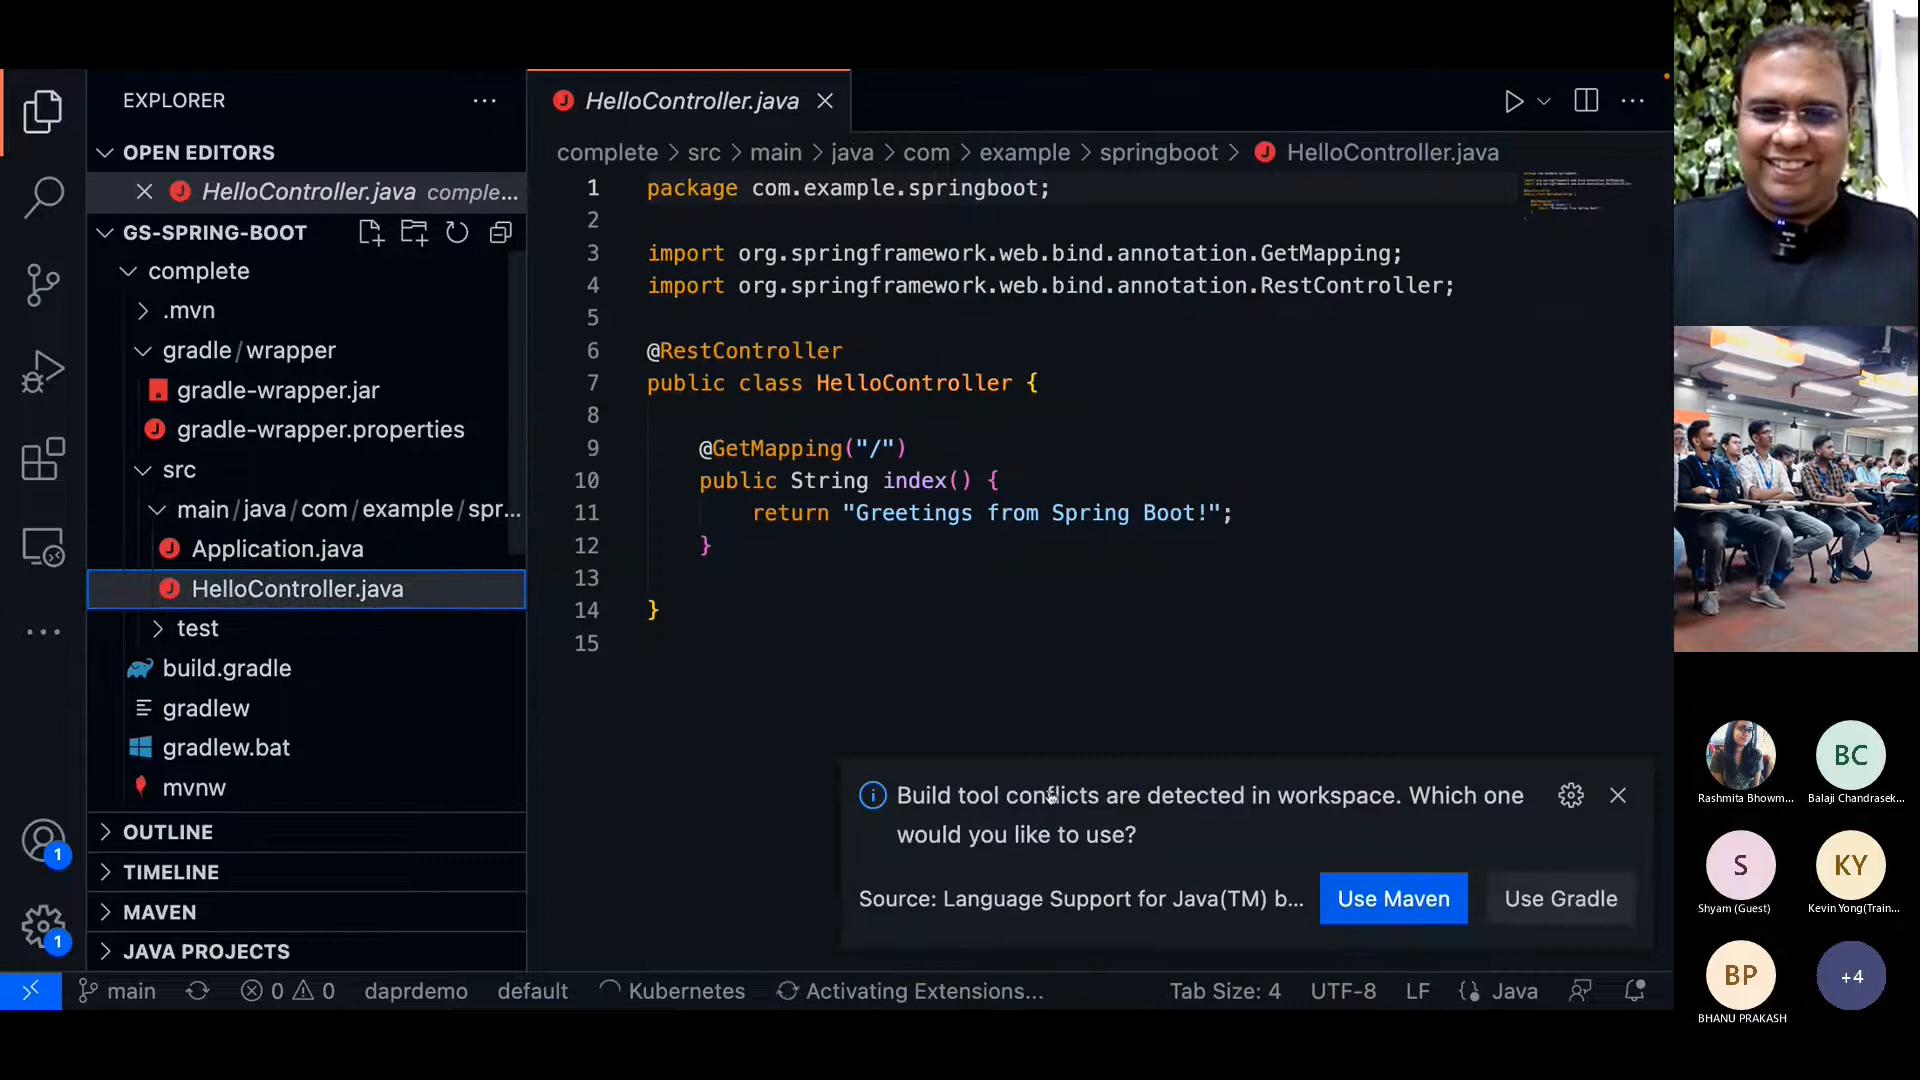 EXPLORER
OPEN EDITORS
HelloController.java comple...
GS-SPRING-BOOT
complete
.mvn
gradle/wrapper
gradle-wrapper.jar
gradle-wrapper.properties
src
main/java/com/example/spr...
Application.java
HelloController.java
test
build.gradle
gradlew
gradlew.bat
mvnw
OUTLINE
TIMELINE
MAVEN
JAVA PROJECTS
1
1
HelloController.java
complete > src > main > java > com > example > springboot > HelloController.java
1 package com.example.springboot;
2
3 import org.springframework.web.bind.annotation.GetMapping;
4 import org.springframework.web.bind.annotation.RestController;
5
6 @RestController
7 public class HelloController {
8
9 @GetMapping("/")
10 public String index() {
11 return "Greetings from Spring Boot!";
12 }
13
14 }
15
Build tool conflicts are detected in workspace. Which one
would you like to use?
Source: Language Support for Java(TM) b... Use Maven Use Gradle
main 0 0 daprdemo default Kubernetes Activating Extensions... Tab Size: 4 UTF-8 LF Java
Rashmita Bhowm...
BC
Balaji Chandrasek...
S
Shyam (Guest)
KY
Kevin Yong(Train...
BP
BHANU PRAKASH
+4